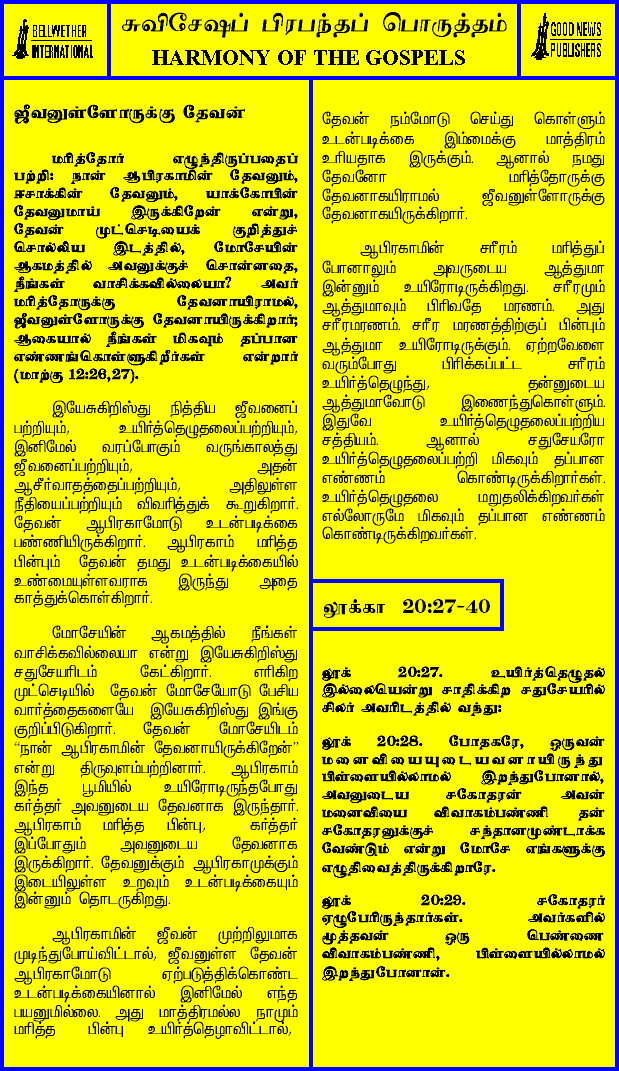 BELLWETHER
INTERNATIONAL
சுவிசேஷப் பிரபந்தப் பொருத்தம்
HARMONY OF THE GOSPELS
GOOD NEWS
PUBLISHERS
ஜீவனுள்ளோருக்கு தேவன்
மரித்தோர் எழுந்திருப்பதைப்
பற்றி: நான் ஆபிரகாமின் தேவனும்,
ஈசாக்கின் தேவனும், யாக்கோபின்
தேவனுமாய் இருக்கிறேன் என்று,
தேவன் முட்செடியைக் குறித்துச்
சொல்லிய இடத்தில், மோசேயின்
ஆகமத்தில் அவனுக்குச் சொன்னதை,
நீங்கள் வாசிக்கவில்லையா? அவர்
மரித்தோருக்கு தேவனாயிராமல்,
ஜீவனுள்ளோருக்கு தேவனாயிருக்கிறார்;
ஆகையால் நீங்கள் மிகவும் தப்பான
எண்ணங்கொள்ளுகிறீர்கள் என்றார்
(மாற்கு 12:26,27).
இயேசுகிறிஸ்து நித்திய ஜீவனைப்
பற்றியும், உயிர்த்தெழுதலைப்பற்றியும்,
இனிமேல் வரப்போகும் வருங்காலத்து
ஜீவனைப்பற்றியும், அதன்
ஆசீர்வாதத்தைப்பற்றியும், அதிலுள்ள
நீதியைப்பற்றியும் விவரித்துக் கூறுகிறார்.
தேவன் ஆபிரகாமோடு உடன்படிக்கை
பண்ணியிருக்கிறார். ஆபிரகாம் மரித்த
பின்பும் தேவன் தமது உடன்படிக்கையில்
உண்மையுள்ளவராக இருந்து அதை
காத்துக்கொள்கிறார்.
மோசேயின் ஆகமத்தில் நீங்கள்
வாசிக்கவில்லையா என்று இயேசுகிறிஸ்து
சதுசேயரிடம் கேட்கிறார். எரிகிற
முட்செடியில் தேவன் மோசேயோடு பேசிய
வார்த்தைகளையே இயேசுகிறிஸ்து இங்கு
குறிப்பிடுகிறார். தேவன் மோசேயிடம்
“நான் ஆபிரகாமின் தேவனாயிருக்கிறேன்”
என்று திருவுளம்பற்றினார். ஆபிரகாம்
இந்த பூமியில் உயிரோடிருந்தபோது
கர்த்தர் அவனுடைய தேவனாக இருந்தார்.
ஆபிரகாம் மரித்த பின்பு, கர்த்தர்
இப்போதும் அவனுடைய தேவனாக
இருக்கிறார். தேவனுக்கும் ஆபிரகாமுக்கும்
இடையிலுள்ள உறவும் உடன்படிக்கையும்
இன்னும் தொடருகிறது.
ஆபிரகாமின் ஜீவன் முற்றிலுமாக
முடிந்துபோய்விட்டால், ஜீவனுள்ள தேவன்
ஆபிரகாமோடு ஏற்படுத்திக்கொண்ட
உடன்படிக்கையினால் இனிமேல் எந்த
பயனுமில்லை. அது மாத்திரமல்ல நாமும்
மரித்த பின்பு உயிர்த்தெழாவிட்டால்,
தேவன் நம்மோடு செய்து கொள்ளும்
உடன்படிக்கை இம்மைக்கு மாத்திரம்
உரியதாக இருக்கும். ஆனால் நமது
தேவனோ மரித்தோருக்கு
தேவனாகயிராமல் ஜீவனுள்ளோருக்கு
தேவனாகயிருக்கிறார்.
ஆபிரகாமின் சரீரம் மரித்துப்
போனாலும் அவருடைய ஆத்துமா
இன்னும் உயிரோடிருக்கிறது. சரீரமும்
ஆத்துமாவும் பிரிவதே மரணம். அது
சரீரமரணம். சரீர மரணத்திற்குப் பின்பும்
ஆத்துமா உயிரோடிருக்கும். ஏற்றவேளை
வரும்போது பிரிக்கப்பட்ட சரீரம்
உயிர்த்தெழுந்து, தன்னுடைய
ஆத்துமாவோடு இணைந்துகொள்ளும்.
இதுவே உயிர்த்தெழுதலைப்பற்றிய
சத்தியம். ஆனால் சதுசேயரோ
உயிர்த்தெழுதலைப்பற்றி மிகவும் தப்பான
எண்ணம் கொண்டிருக்கிறார்கள்.
உயிர்த்தெழுதலை மறுதலிக்கிறவர்கள்
எல்லோருமே மிகவும் தப்பான எண்ணம்
கொண்டிருக்கிறவர்கள்.
லூக்கா 20:27-40
லூக் 20:27. உயிர்த்தெழுதல்
இல்லையென்று சாதிக்கிற சதுசேயரில்
சிலர் அவரிடத்தில் வந்து:
லூக் 20:28. போதகரே, ஒருவன்
மனைவியையுடையவனாயிருந்து
பிள்ளையில்லாமல் இறந்துபோனால்,
அவனுடைய சகோதரன் அவன்
மனைவியை விவாகம்பண்ணி தன்
சகோதரனுக்குச் சந்தானமுண்டாக்க
வேண்டும் என்று மோசே எங்களுக்கு
எழுதிவைத்திருக்கிறாரே.
லூக் 20:29. சகோதரர்
ஏழுபேரிருந்தார்கள். அவர்களில்
மூத்தவன் ஒரு பெண்ணை
விவாகம்பண்ணி, பிள்ளையில்லாமல்
இறந்துபோனான்.